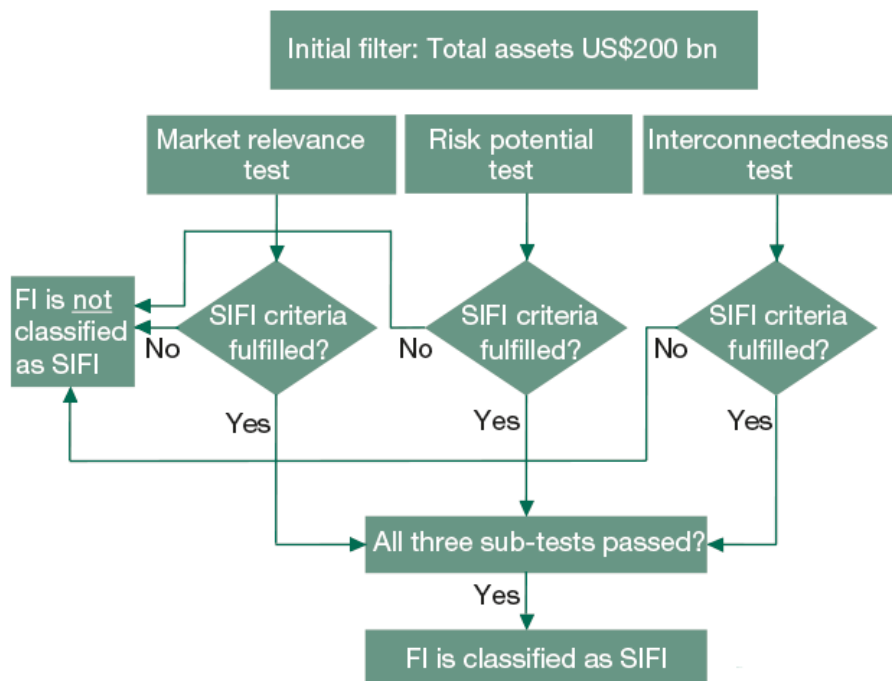 Initial filter: Total assets US$200 bn
Market relevance
test
Risk potential
test
Interconnectedness
test
FI is not
classified
as SIFI
SIFI criteria
fulfilled?
SIFI criteria
fulfilled?
SIFI criteria
fulfilled?
No
No
No
Yes
Yes
Yes
All three sub-tests passed?
Yes
FI is classified as SIFI